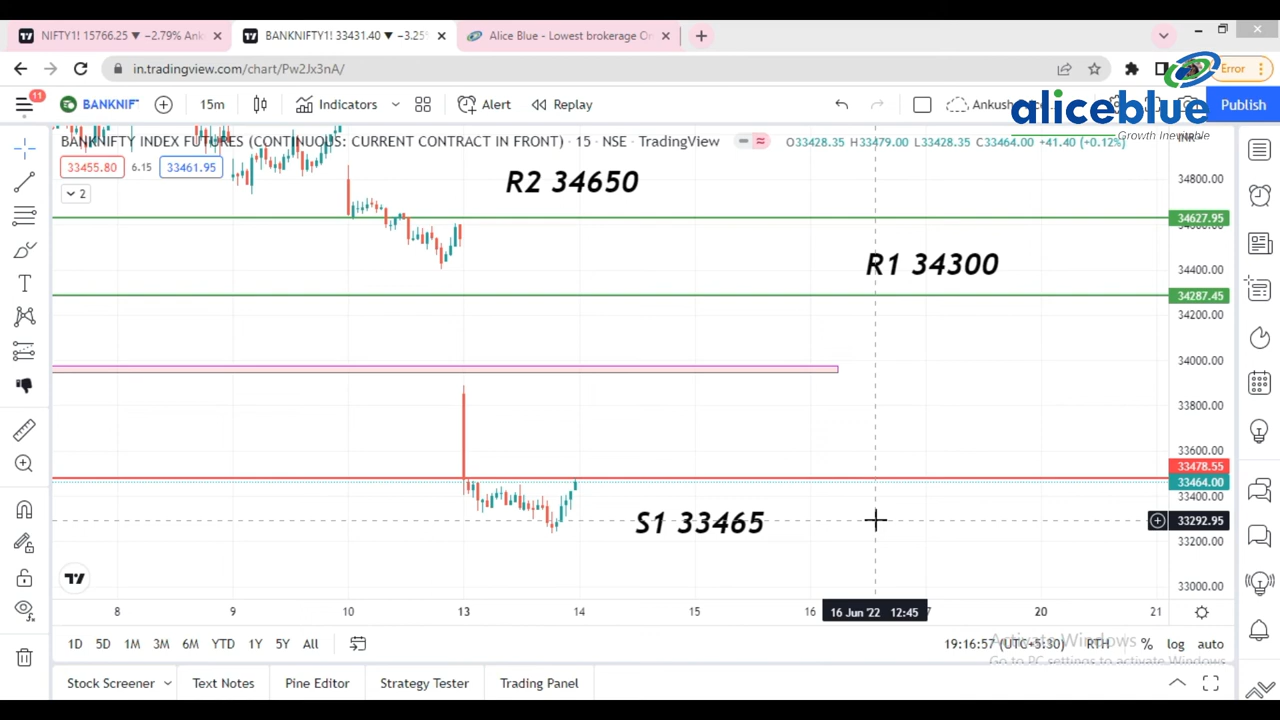 NIFTY1! 15766.25 ▼ −2.79% Ank
BANKNIFTY1! 33431.40 ▼ −3.25%
Alice Blue - Lowest brokerage On
in.tradingview.com/chart/Pw2Jx3nA/
Error
11
BANKNIF
15m
Indicators
Alert
Replay
Publish
aliceblue
Growth Inevitable
BANKNIFTY INDEX FUTURES (CONTINUOUS: CURRENT CONTRACT IN FRONT) · 15 · NSE · TradingView
O33428.35 H33479.00 L33428.35 C33464.00 +41.40 (+0.12%)
33455.80 6.15 33461.95
2
R2 34650
R1 34300
S1 33465
34800.00
34627.95
34400.00
34287.45
34200.00
34000.00
33800.00
33600.00
33478.55
33464.00
33400.00
33292.95
33200.00
33000.00
8 9 10 13 14 15 16 16 Jun '22 12:45 20 21
1D 5D 1M 3M 6M YTD 1Y 5Y All
19:16:57 (UTC+5:30) RTH % log auto
Activate Windows
Go to PC settings to activate Windows.
Stock Screener Text Notes Pine Editor Strategy Tester Trading Panel